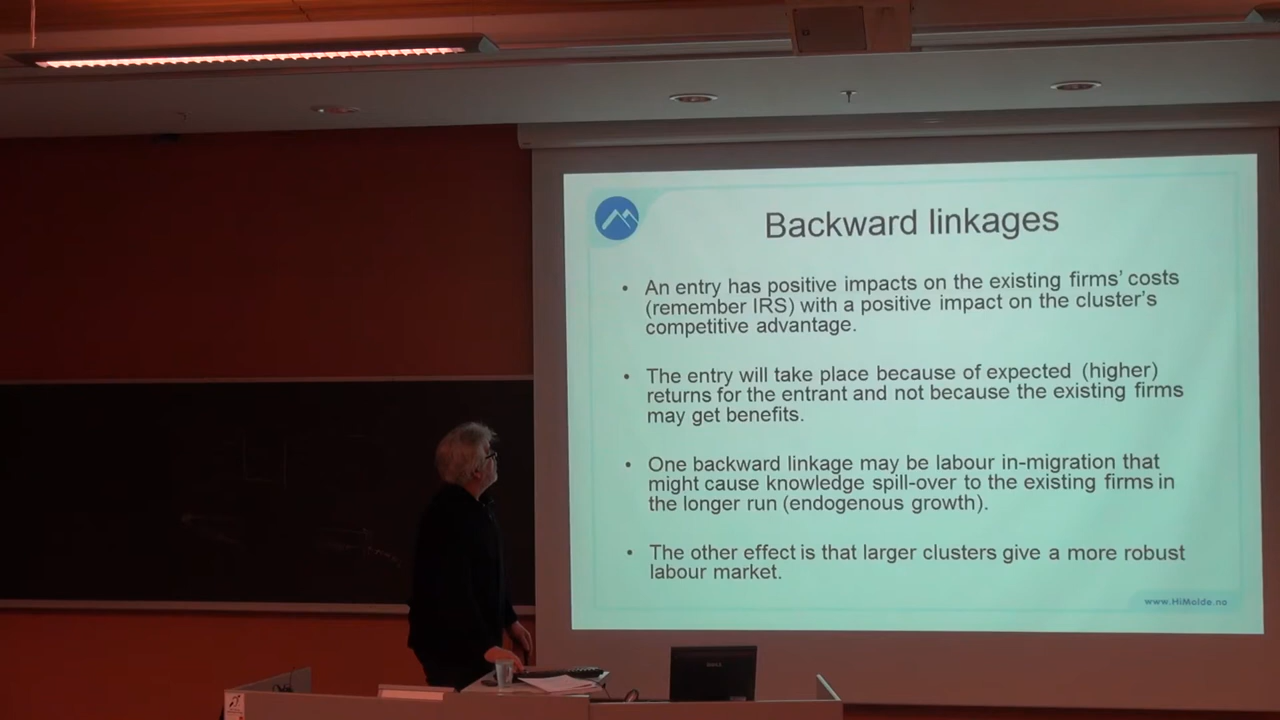 Backward linkages
• An entry has positive impacts on the existing firms' costs
(remember IRS) with a positive impact on the cluster's
competitive advantage.
• The entry will take place because of expected (higher)
returns for the entrant and not because the existing firms
may get benefits.
• One backward linkage may be labour in-migration that
might cause knowledge spill-over to the existing firms in
the longer run (endogenous growth).
• The other effect is that larger clusters give a more robust
labour market.
www.HiMolde.no